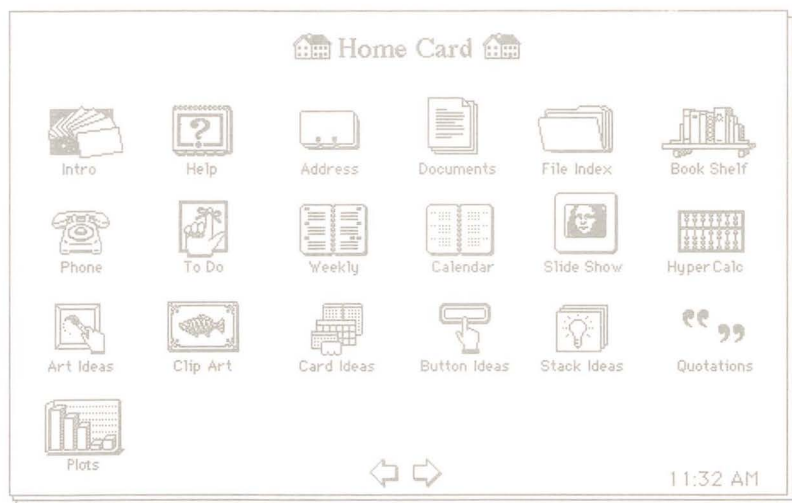 Home Card
Intro Help Address Documents File Index Book Shelf
?
Phone To Do Weekly Calendar Slide Show HyperCalc
Art Ideas Clip Art Card Ideas Button Ideas Stack Ideas Quotations
Plots
11:32 AM